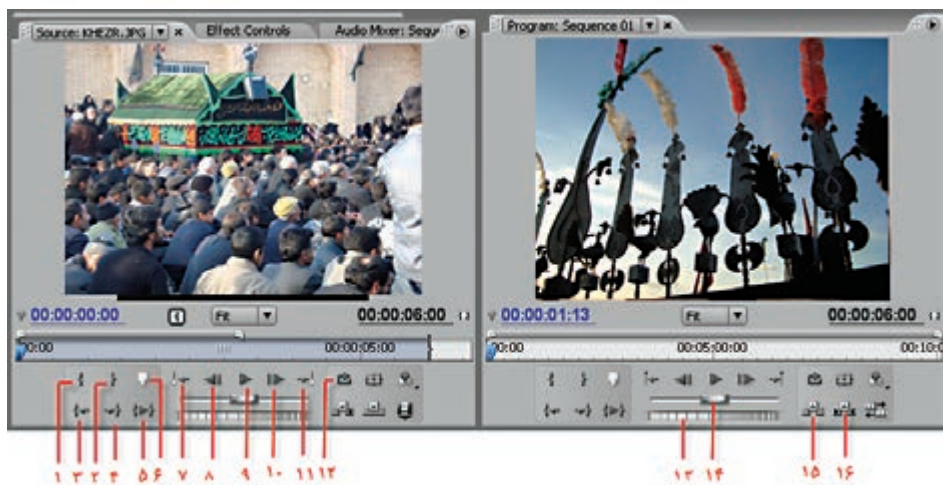 Source: KHEZR.JPG Effect Controls Audio Mixer: Sequ
Program: Sequence 01
00:00:00:00 Fit 00:00:06:00
00:00:01:13 Fit 00:00:06:00
00:00 00:00:05:00
00:00 00:05:00:00 00:10:0
۱ ۳ ۲ ۴ ۵ ۶ ۷ ۸ ۹ ۱۰ ۱۱ ۱۲
۱۳ ۱۴ ۱۵ ۱۶